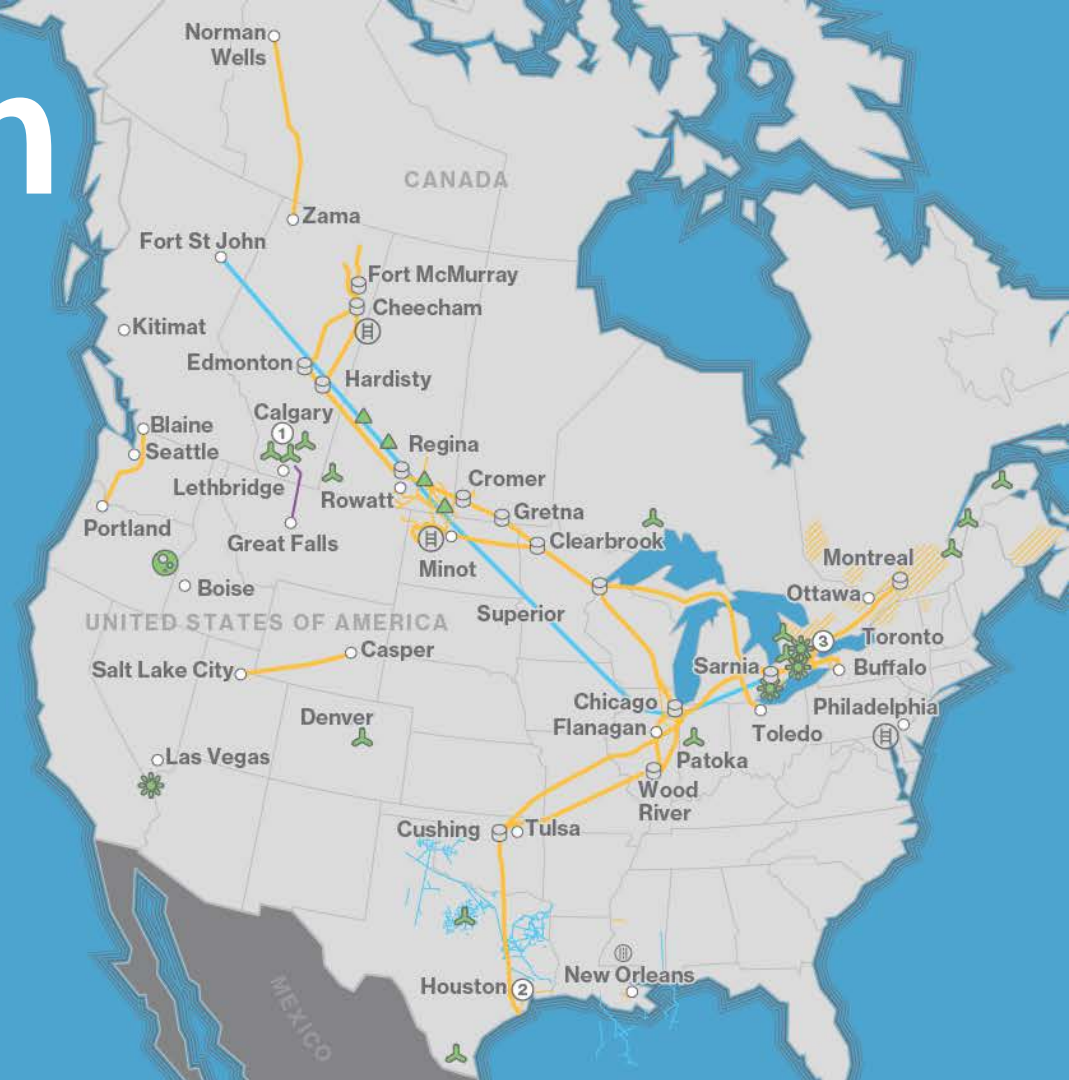 n
Norman
Wells
CANADA
Zama
Fort St John
Fort McMurray
Cheecham
Kitimat
Edmonton
Hardisty
Calgary
1
Blaine
Regina
Seattle
Cromer
Lethbridge
Rowatt
Gretna
Portland
Great Falls
Clearbrook
Montreal
Minot
Boise
Ottawa
Superior
UNITED STATES OF AMERICA
3
Toronto
Casper
Salt Lake City
Sarnia
Buffalo
Chicago
Philadelphia
Denver
Flanagan
Toledo
Las Vegas
Patoka
Wood
River
Cushing
Tulsa
New Orleans
Houston
2
MEXICO